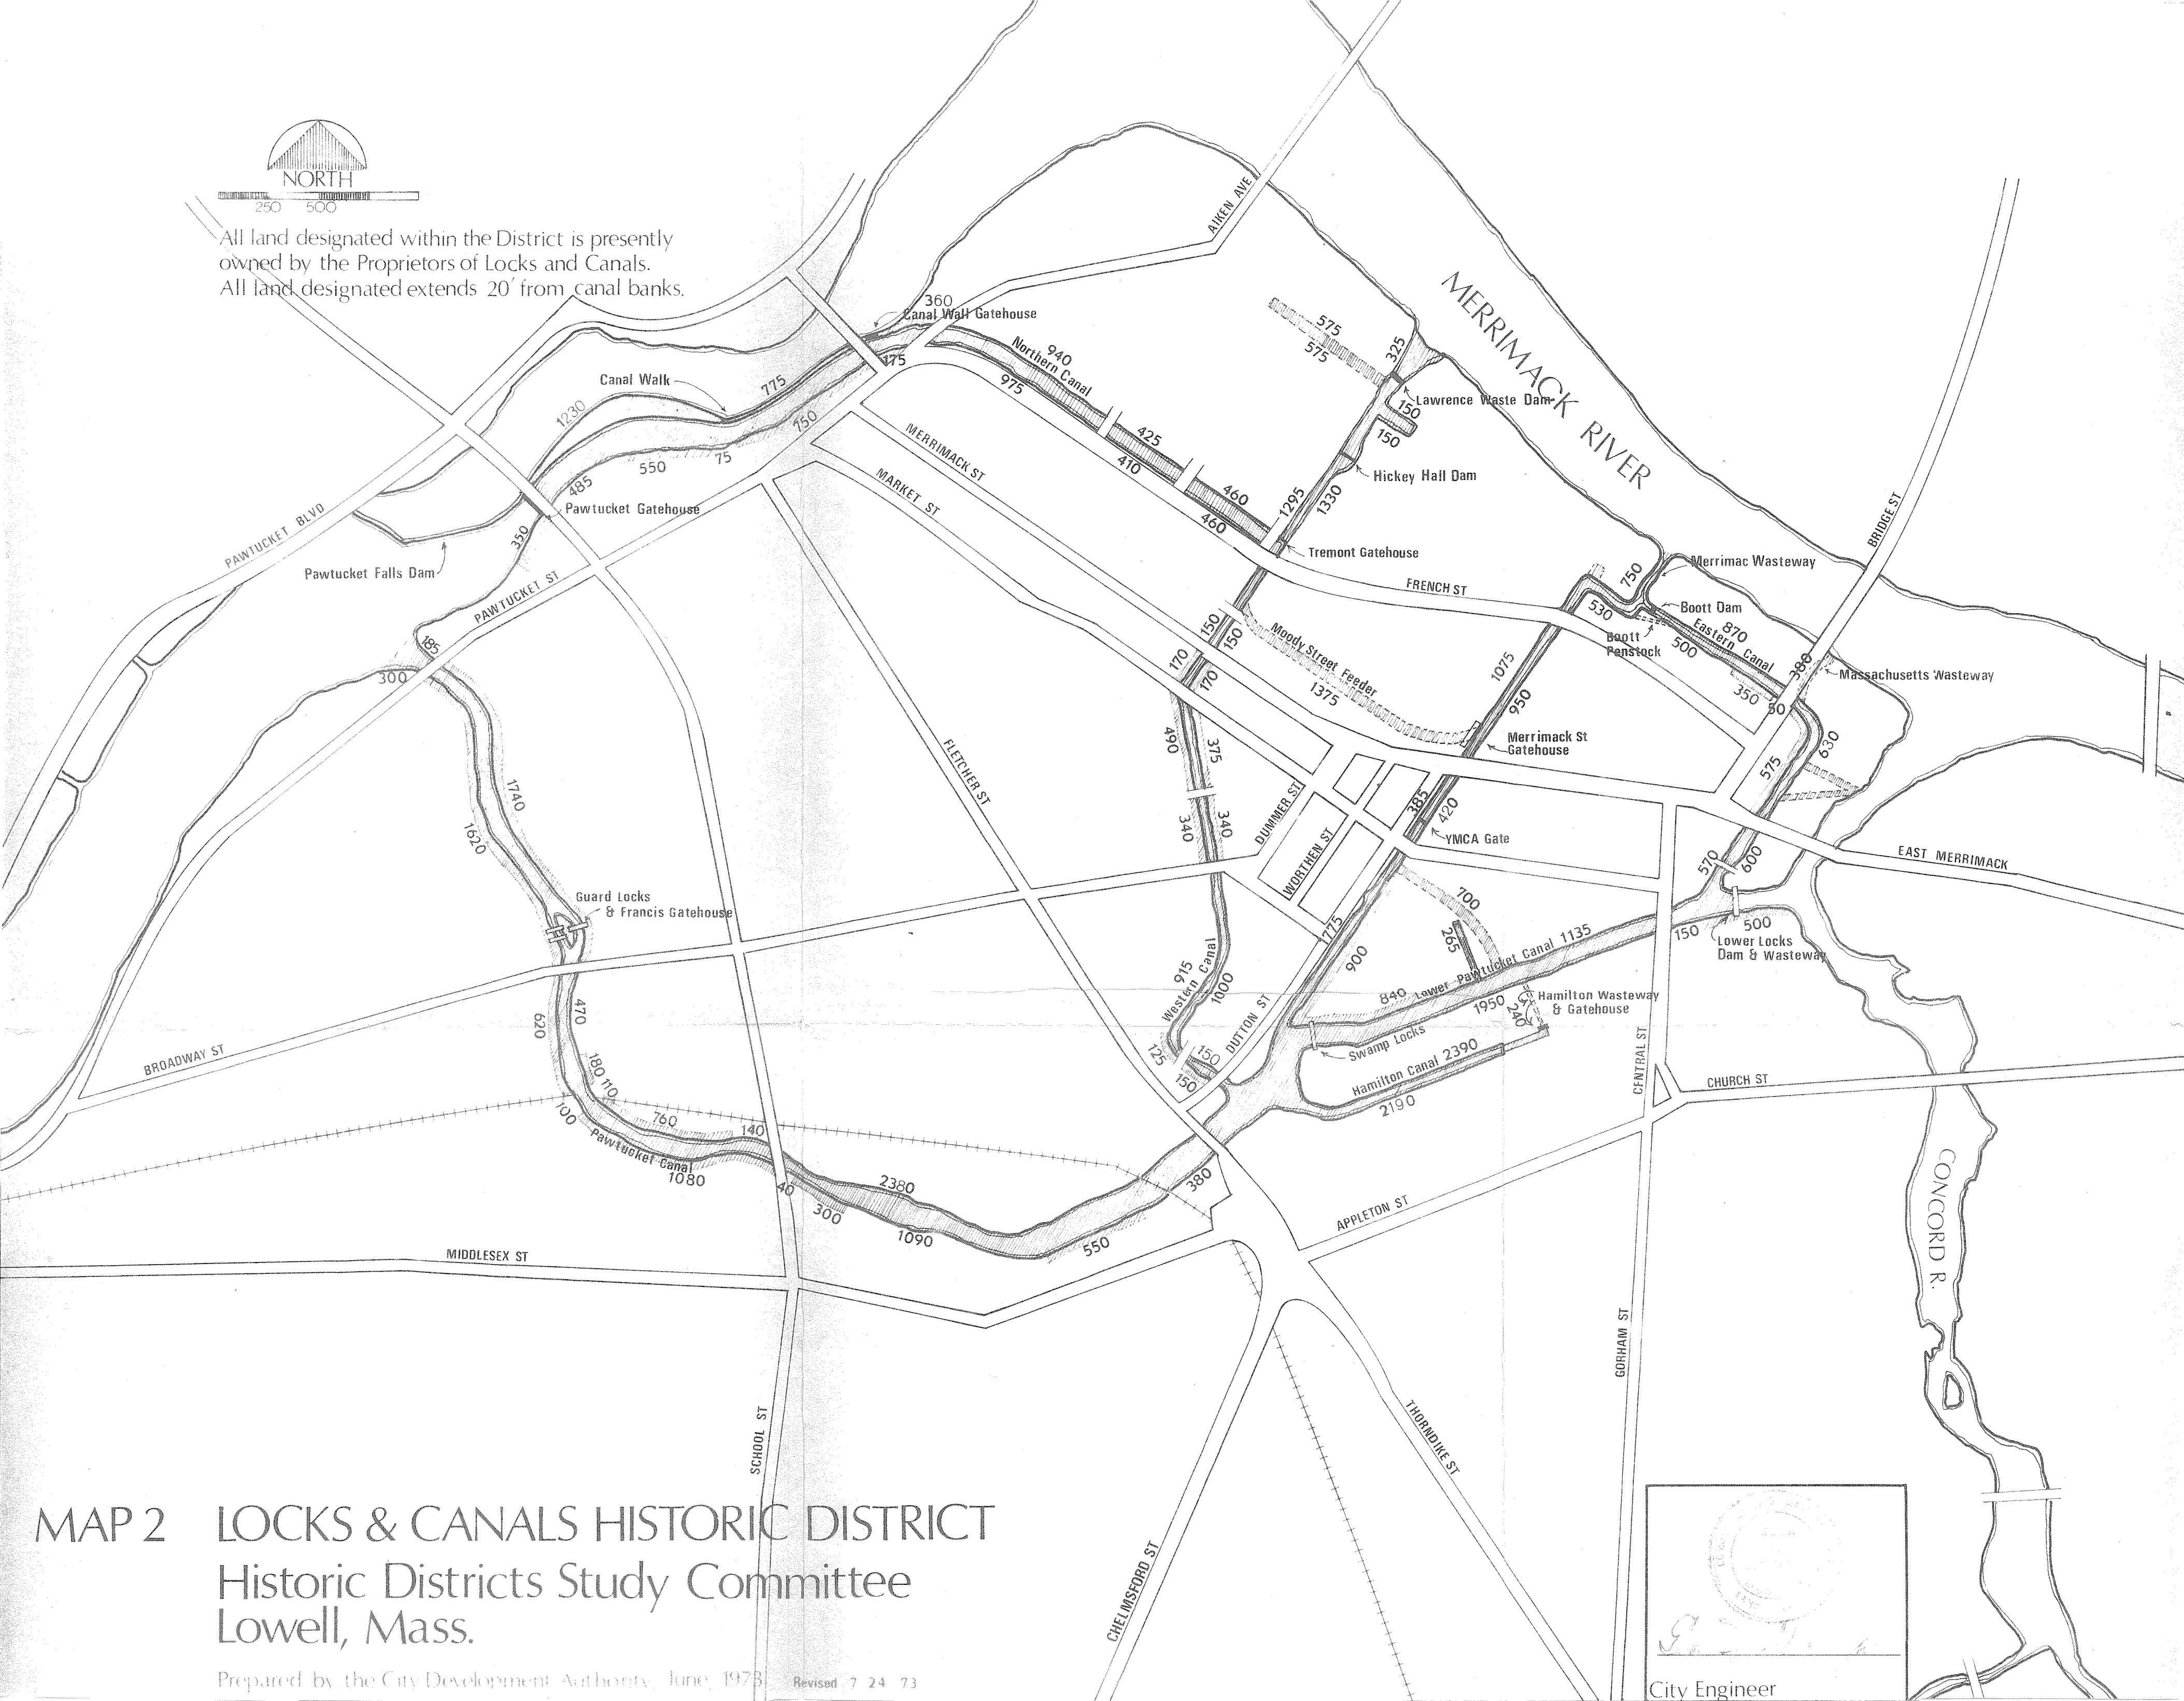 NORTH
250 500
All land designated within the District is presently
owned by the Proprietors of Locks and Canals.
All land designated extends 20' from canal banks.
AIKEN AVE
MERRIMACK RIVER
BRIDGE ST
360
Canal Wall Gatehouse
175
Northern Canal
940
975
425
410
460
460
575
575
325
Lawrence Waste Dam
150
150
Hickey Hall Dam
1295
1330
Tremont Gatehouse
Canal Walk
775
1230
750
75
550
485
Pawtucket Gatehouse
350
Pawtucket Falls Dam
PAWTUCKET BLVD
PAWTUCKET ST
185
300
MERRIMACK ST
MARKET ST
FRENCH ST
Merrimac Wasteway
750
Boott Dam
530
Boott
Penstock
870
Eastern Canal
500
380
350
50
Massachusetts Wasteway
630
575
150
150
170
170
Moody Street Feeder
1375
1075
950
Merrimack St
Gatehouse
490
375
340
340
FLETCHER ST
DUMMER ST
WORTHEN ST
385
420
YMCA Gate
570
600
EAST MERRIMACK
1740
1620
Guard Locks
& Francis Gatehouse
700
265
1775
900
840 Lower Pawtucket Canal 1135
1950
150
500
Lower Locks
Dam & Wasteway
915
Western Canal
1000
Hamilton Wasteway
& Gatehouse
240
Swamp Locks
Hamilton Canal 2390
2190
DUTTON ST
125
150
150
CENTRAL ST
CHURCH ST
BROADWAY ST
620
470
180
110
100
760
140
Pawtucket Canal
1080
40
300
2380
1090
550
380
APPLETON ST
CONCORD R.
MIDDLESEX ST
SCHOOL ST
CHELMSFORD ST
THORNDIKE ST
GORHAM ST
MAP 2 LOCKS & CANALS HISTORIC DISTRICT
Historic Districts Study Committee
Lowell, Mass.
Prepared by the City Development Authority June, 1973 Revised 7 24 73
City Engineer